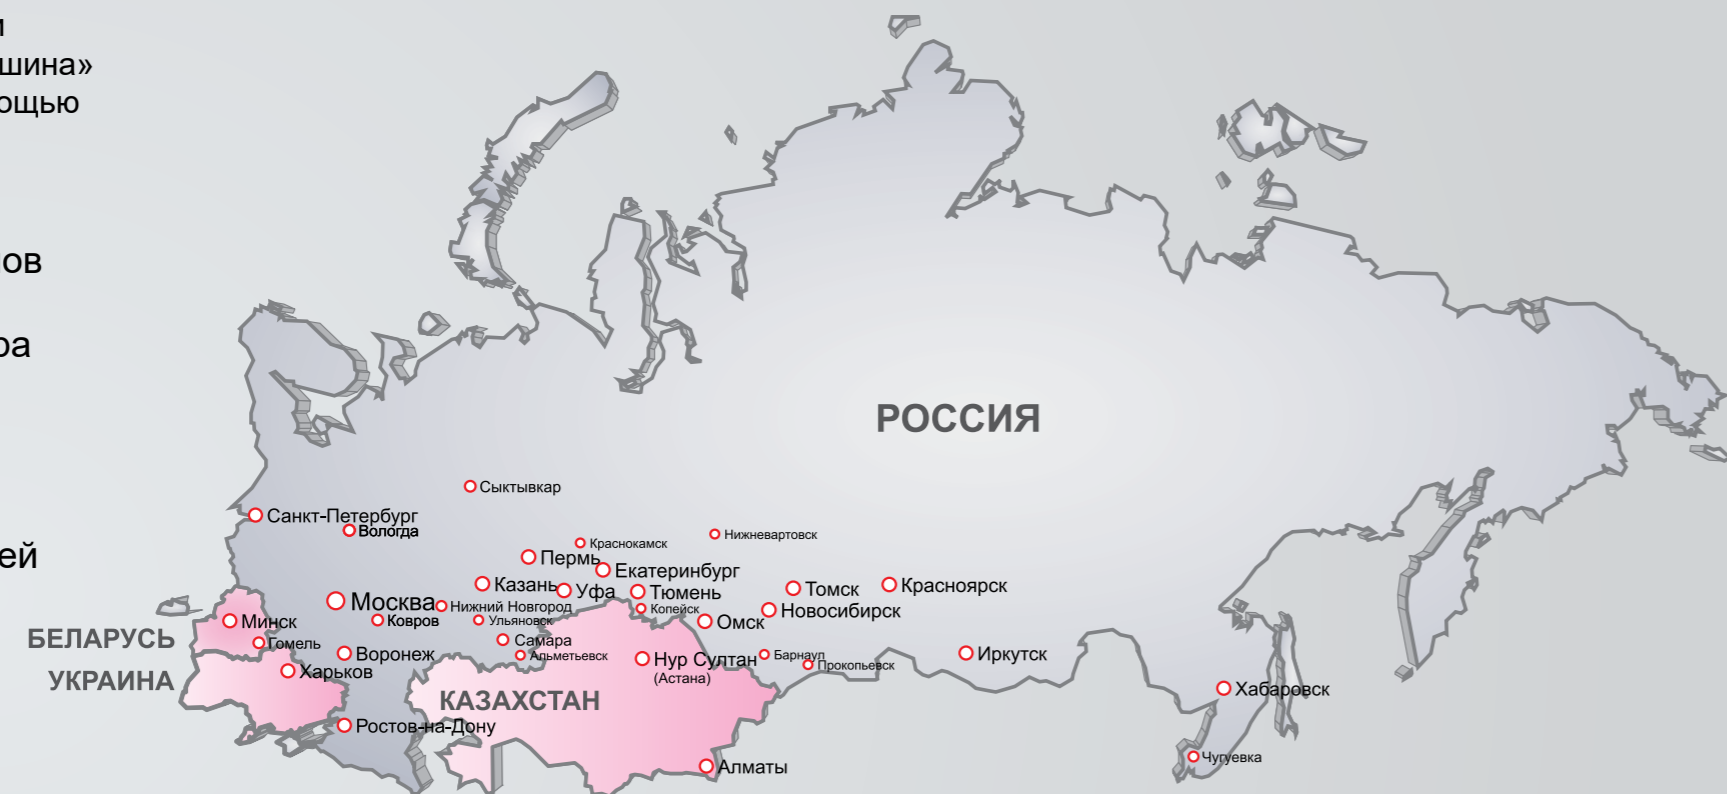 и
шина»
ощью
ов
ра
ей
РОССИЯ
Сыктывкар
Санкт-Петербург
Вологда
Нижневартовск
Краснокамск
Пермь
Екатеринбург
Казань
Уфа
Тюмень
Томск
Красноярск
Москва
Нижний Новгород
Копейск
Новосибирск
Минск
Ковров
Ульяновск
Омск
БЕЛАРУСЬ
Гомель
Самара
Воронеж
Альметьевск
Нур Султан
(Астана)
Барнаул
Прокопьевск
Иркутск
УКРАИНА
Харьков
Хабаровск
КАЗАХСТАН
Ростов-на-Дону
Чугуевка
Алматы